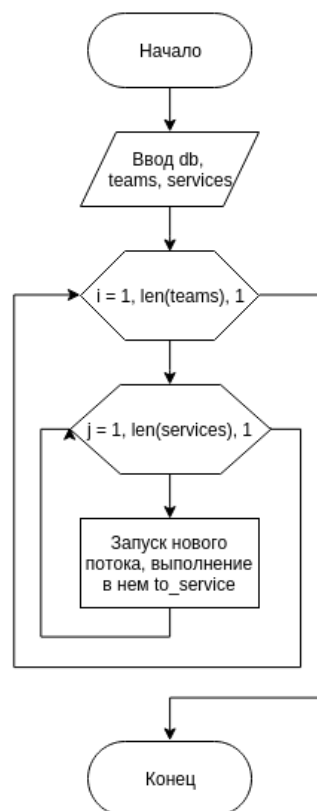 Начало
Ввод db,
teams, services
i = 1, len(teams), 1
j = 1, len(services), 1
Запуск нового
потока, выполнение
в нем to_service
Конец